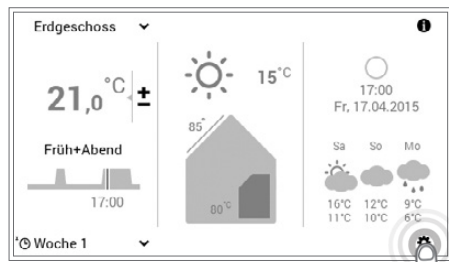 Erdgeschoss
21,0 °C
±
Früh+Abend
17:00
Woche 1
15°C
85°
80°C
17:00
Fr, 17.04.2015
Sa So Mo
16°C 12°C 9°C
11°C 10°C 6°C